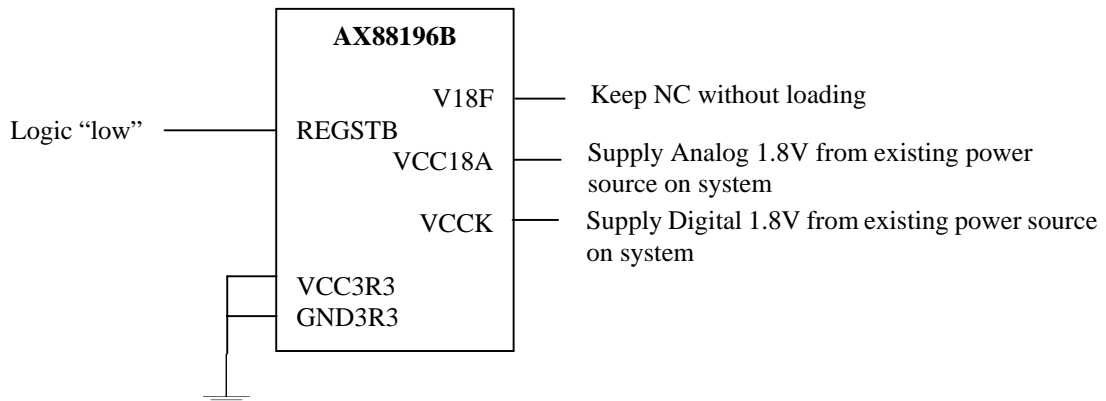 AX88196B
V18F
Keep NC without loading
Logic “low”
REGSTB
VCC18A
Supply Analog 1.8V from existing power
source on system
VCCK
Supply Digital 1.8V from existing power source
on system
VCC3R3
GND3R3